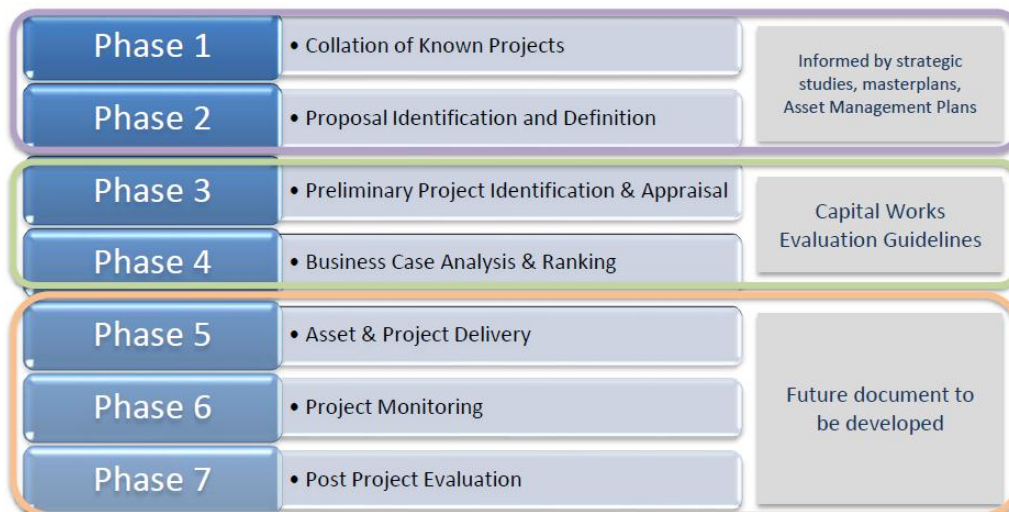 Phase 1
• Collation of Known Projects
Informed by strategic
studies, masterplans,
Asset Management Plans
Phase 2
• Proposal Identification and Definition
Phase 3
• Preliminary Project Identification & Appraisal
Capital Works
Evaluation Guidelines
Phase 4
• Business Case Analysis & Ranking
Phase 5
• Asset & Project Delivery
Phase 6
• Project Monitoring
Future document to
be developed
Phase 7
• Post Project Evaluation